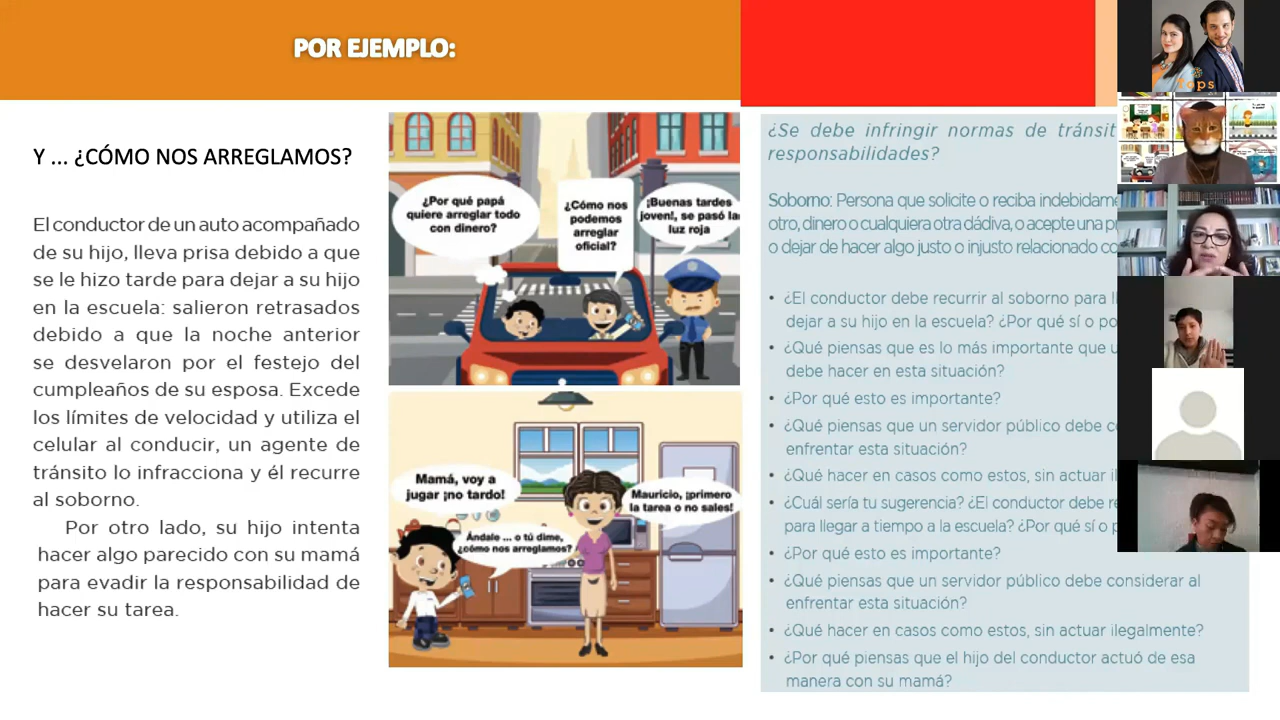 POR EJEMPLO:
Y ... ¿CÓMO NOS ARREGLAMOS?
El conductor de un auto acompañado
de su hijo, lleva prisa debido a que
se le hizo tarde para dejar a su hijo
en la escuela: salieron retrasados
debido a que la noche anterior
se desvelaron por el festejo del
cumpleaños de su esposa. Excede
los límites de velocidad y utiliza el
celular al conducir, un agente de
tránsito lo infracciona y él recurre
al soborno.
Por otro lado, su hijo intenta
hacer algo parecido con su mamá
para evadir la responsabilidad de
hacer su tarea.
¿Por qué papá
quiere arreglar todo
con dinero?
¿Cómo nos
podemos
arreglar
oficial?
¡Buenas tardes
joven!, se pasó la
luz roja
Mamá, voy a
jugar ¡no tardo!
Ándale ... o tú dime,
¿cómo nos arreglamos?
Mauricio, ¡primero
la tarea o no sales!
¿Se debe infringir normas de tránsit
responsabilidades?
Soborno: Persona que solicite o reciba indebidame
otro, dinero o cualquiera otra dádiva, o acepte una p
o dejar de hacer algo justo o injusto relacionado co
• ¿El conductor debe recurrir al soborno para ll
dejar a su hijo en la escuela? ¿Por qué sí o po
• ¿Qué piensas que es lo más importante que u
debe hacer en esta situación?
• ¿Por qué esto es importante?
• ¿Qué piensas que un servidor público debe c
enfrentar esta situación?
• ¿Qué hacer en casos como estos, sin actuar il
• ¿Cuál sería tu sugerencia? ¿El conductor debe re
para llegar a tiempo a la escuela? ¿Por qué sí o p
• ¿Por qué esto es importante?
• ¿Qué piensas que un servidor público debe considerar al
enfrentar esta situación?
• ¿Qué hacer en casos como estos, sin actuar ilegalmente?
• ¿Por qué piensas que el hijo del conductor actuó de esa
manera con su mamá?